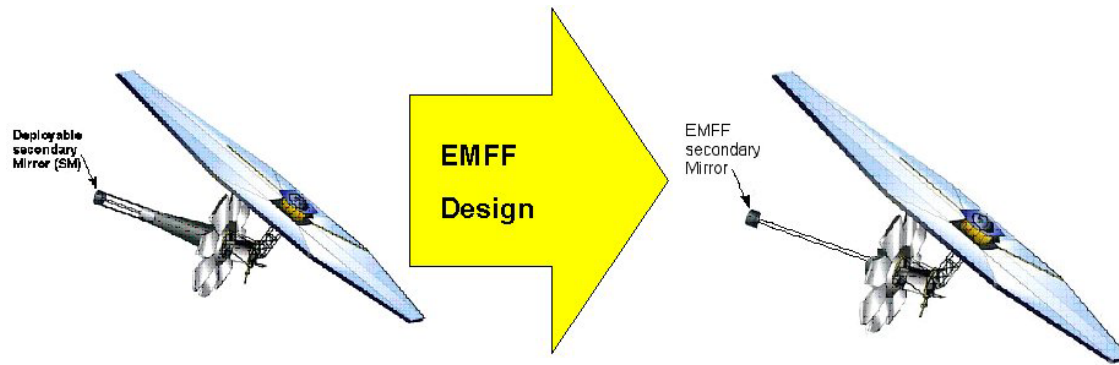 Deployable
secondary
Mirror (SM)
EMFF
Design
EMFF
secondary
Mirror